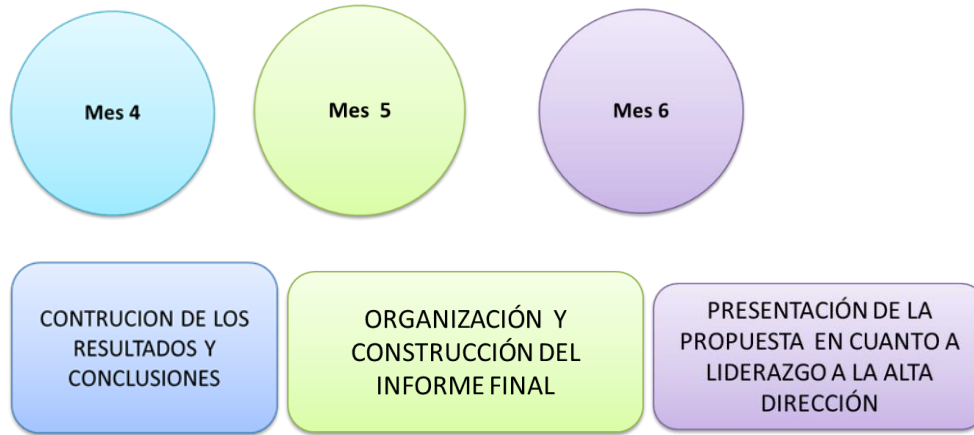 Mes 4
Mes 5
Mes 6
CONTRUCION DE LOS
RESULTADOS Y
CONCLUSIONES
ORGANIZACIÓN Y
CONSTRUCCIÓN DEL
INFORME FINAL
PRESENTACIÓN DE LA
PROPUESTA EN CUANTO A
LIDERAZGO A LA ALTA
DIRECCIÓN